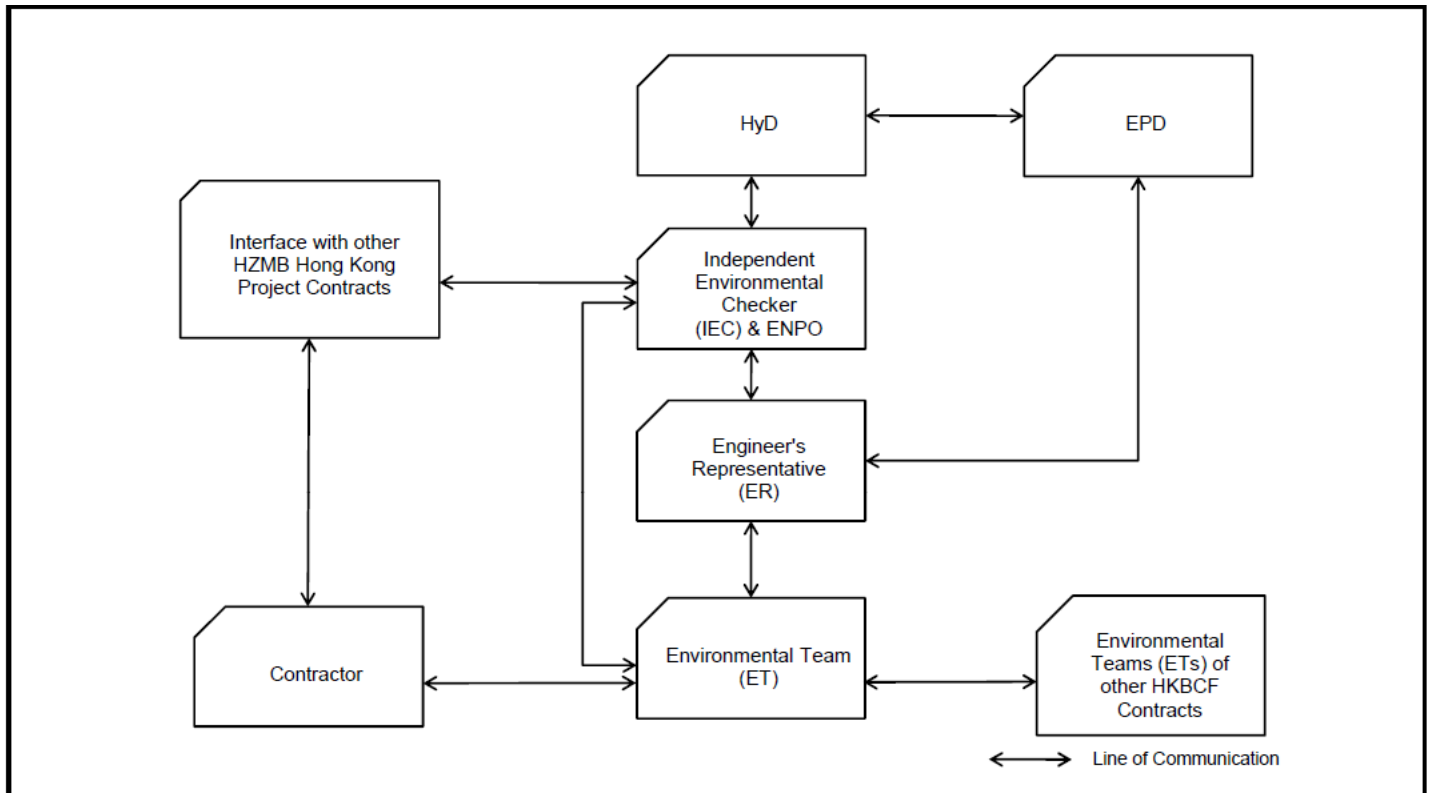 HyD
EPD
Interface with other
HZMB Hong Kong
Project Contracts
Independent
Environmental
Checker
(IEC) & ENPO
Engineer's
Representative
(ER)
Contractor
Environmental Team
(ET)
Environmental
Teams (ETs) of
other HKBCF
Contracts
Line of Communication